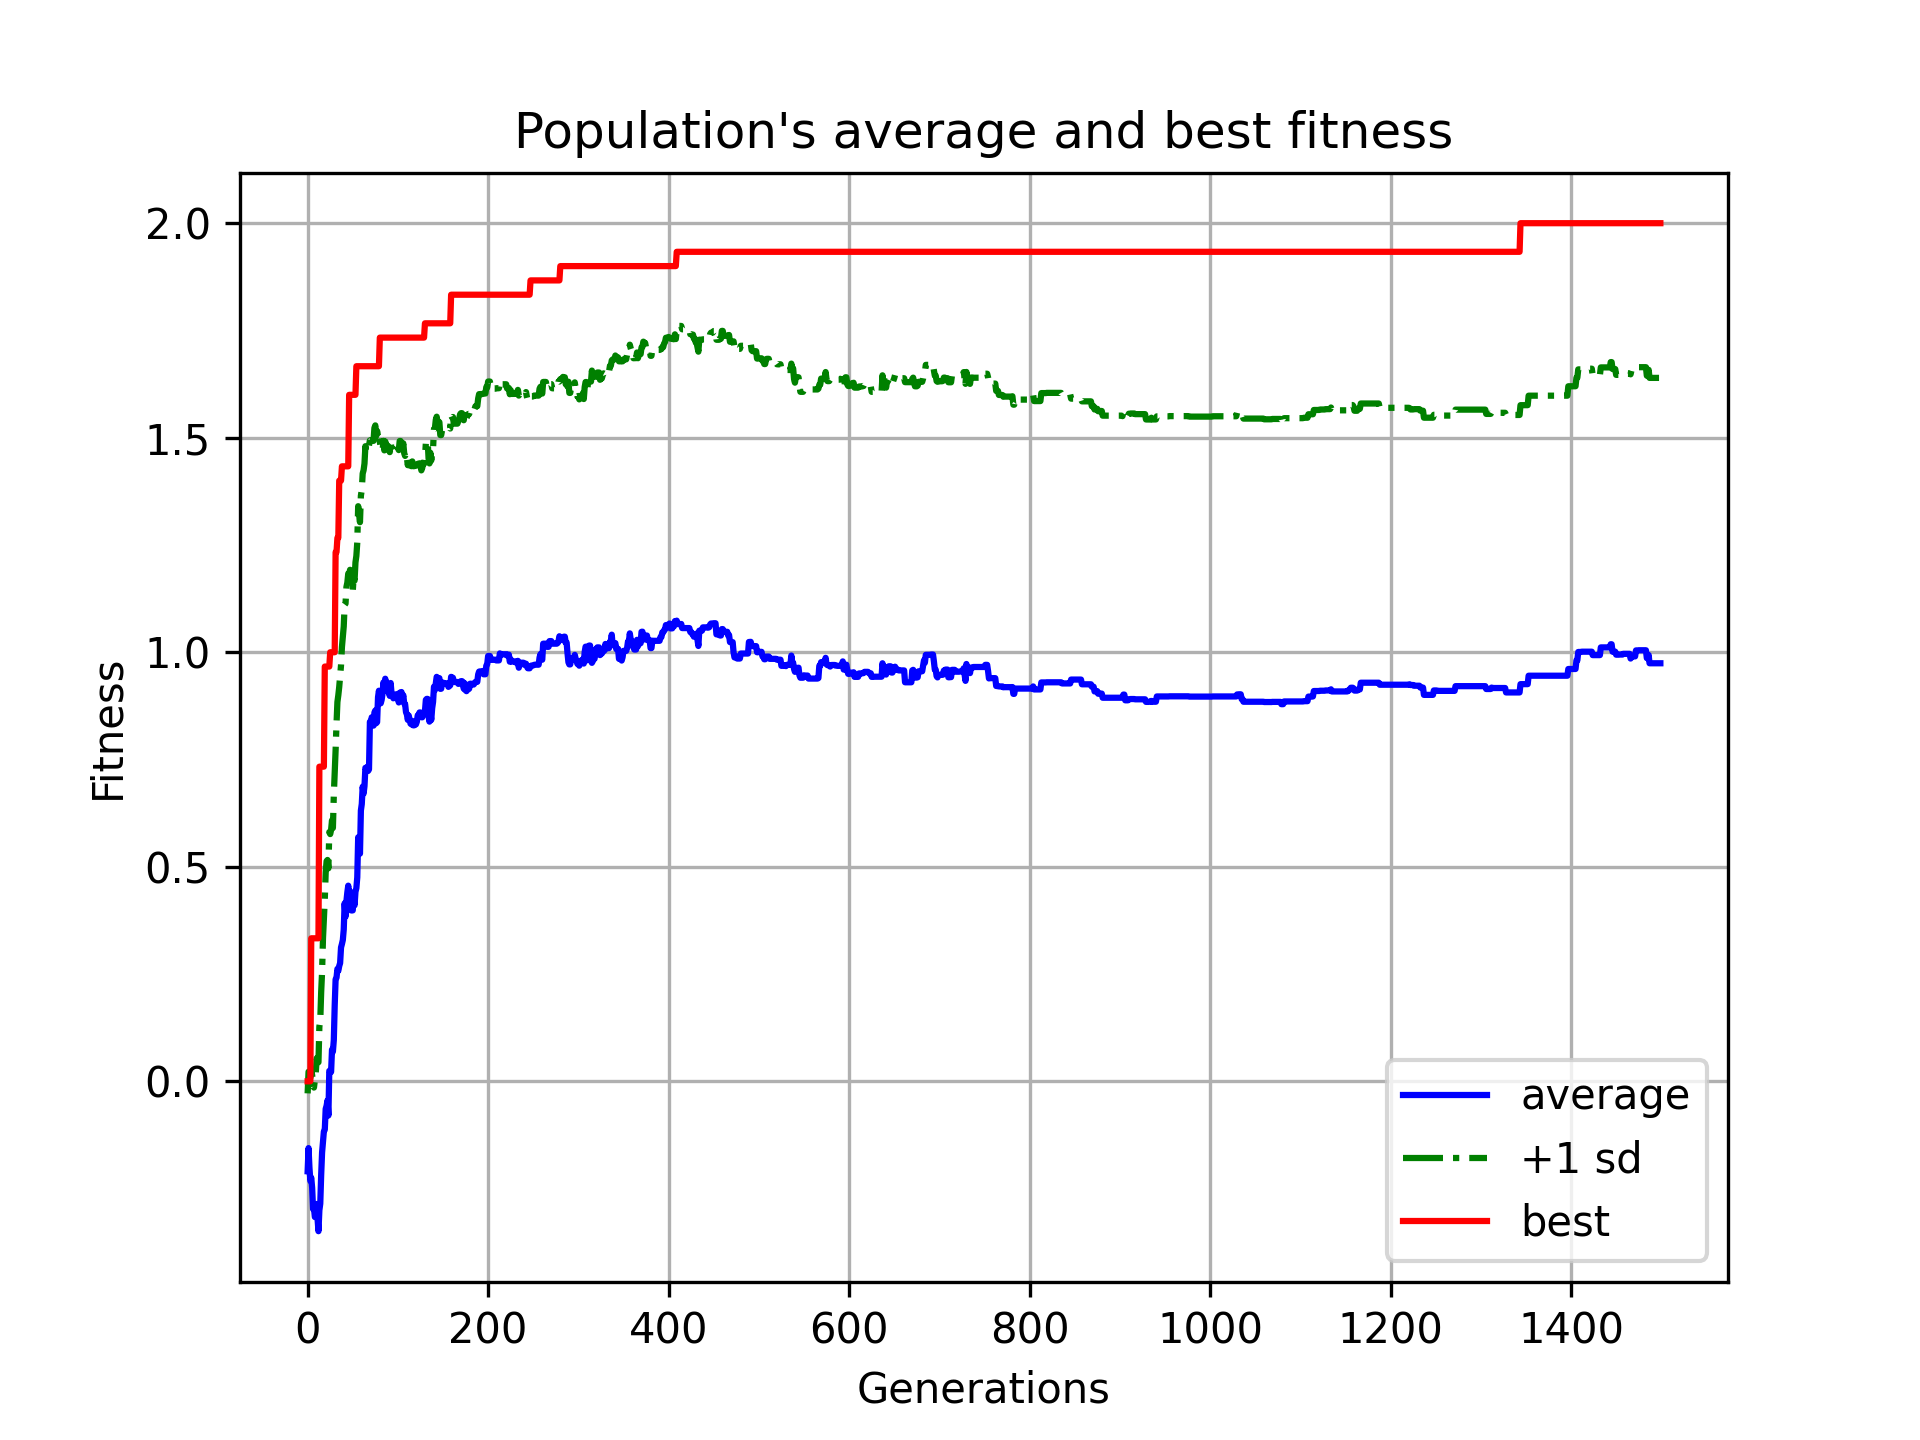 Population's average and best fitness
2.0
1.5
1.0
0.5
0.0
Fitness
average
+1 sd
best
0 200 400 600 800 1000 1200 1400
Generations